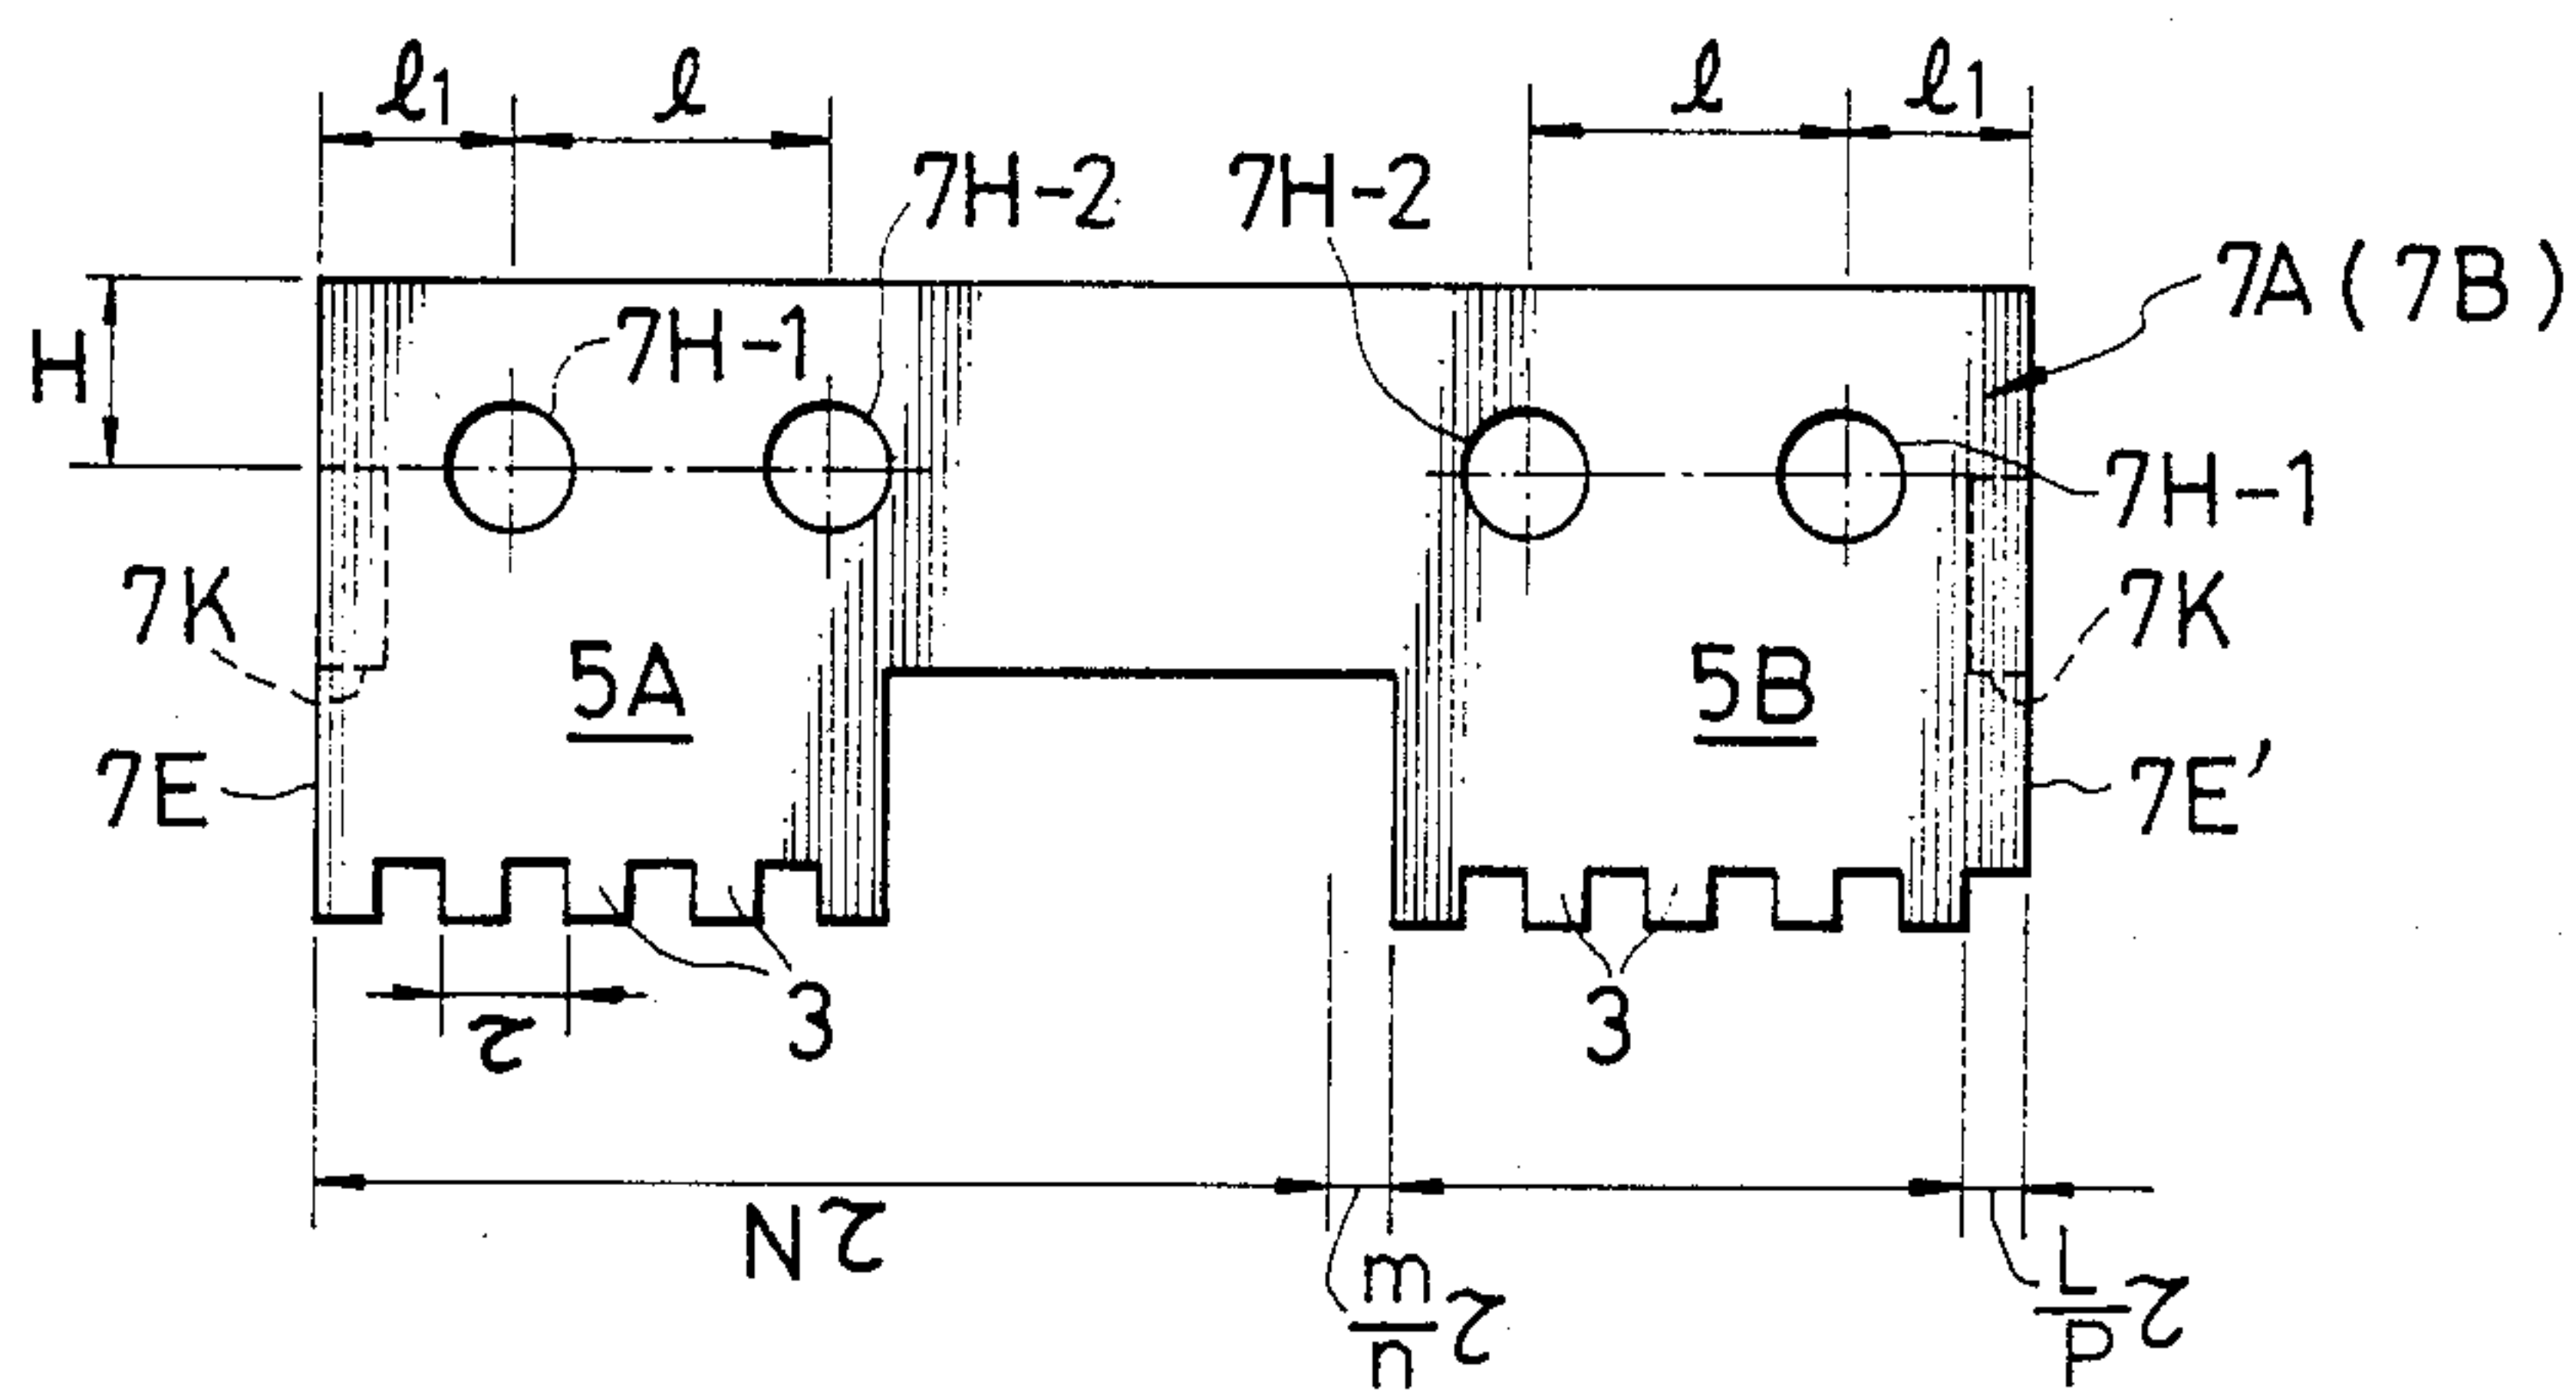 ℓ1 ℓ ℓ ℓ1
7H-2 7H-2
7A(7B)
H 7H-1
7H-1
7K 7K
5A 5B
7E 7E'
τ 3 3
Nτ
m/n τ L/P τ